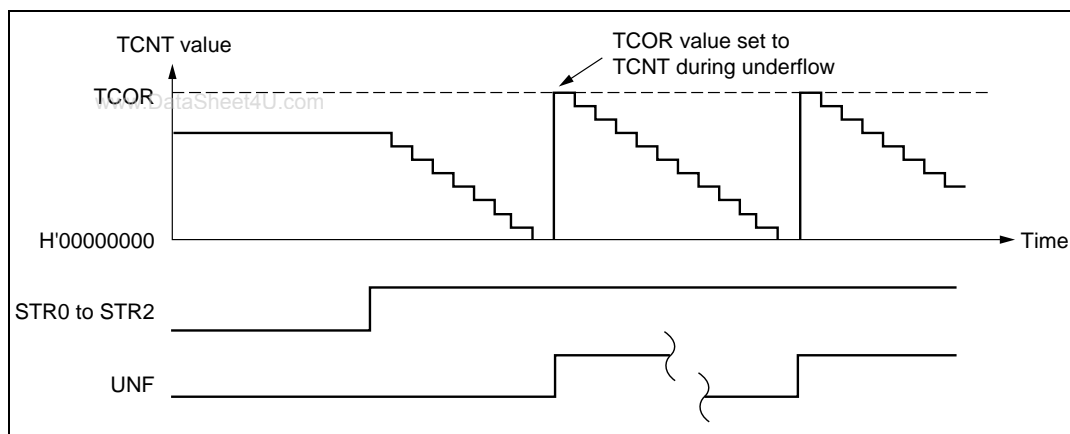 TCNT value
TCOR value set to
TCNT during underflow
TCOR
www.DataSheet4U.com
H'00000000
Time
STR0 to STR2
UNF